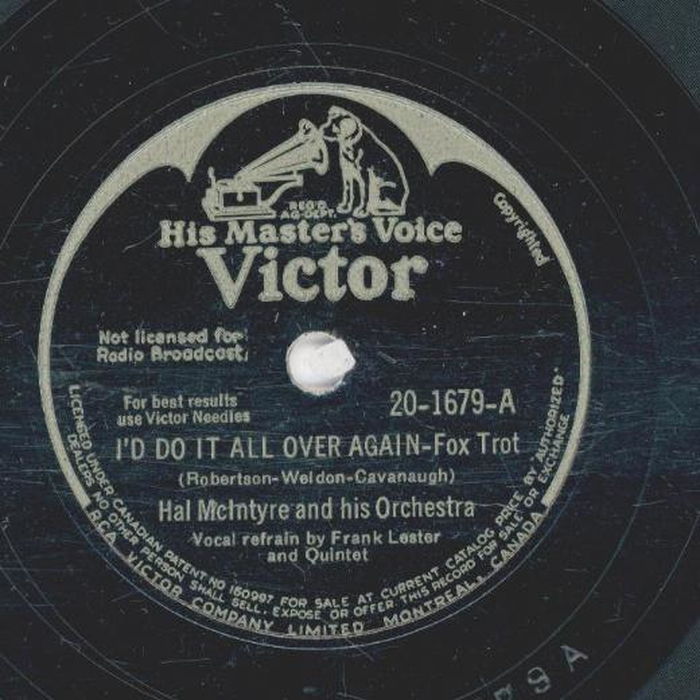 REG'D.
AG-DEPT.
His Master's Voice
Victor
Copyrighted
Not licensed for
Radio Broadcast.
For best results
use Victor Needles
20-1679-A
I'D DO IT ALL OVER AGAIN-Fox Trot
(Robertson-Weldon-Cavanaugh)
Hal McIntyre and his Orchestra
Vocal refrain by Frank Lester
and Quintet
LICENSED UNDER CANADIAN PATENT NO 160997 FOR SALE AT CURRENT CATALOG PRICE BY "AUTHORIZED"
DEALERS. NO OTHER PERSON SHALL SELL, EXPOSE OR OFFER THIS RECORD FOR SALE OR EXCHANGE
RCA VICTOR COMPANY LIMITED MONTREAL, CANADA
79A